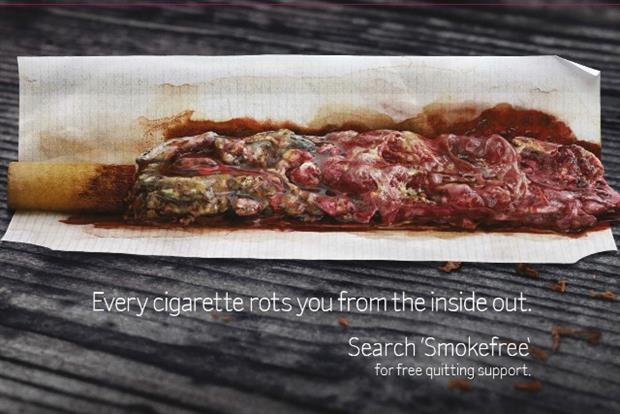 Every cigarette rots you from the inside out.
Search ‘Smokefree‘
for free quitting support.